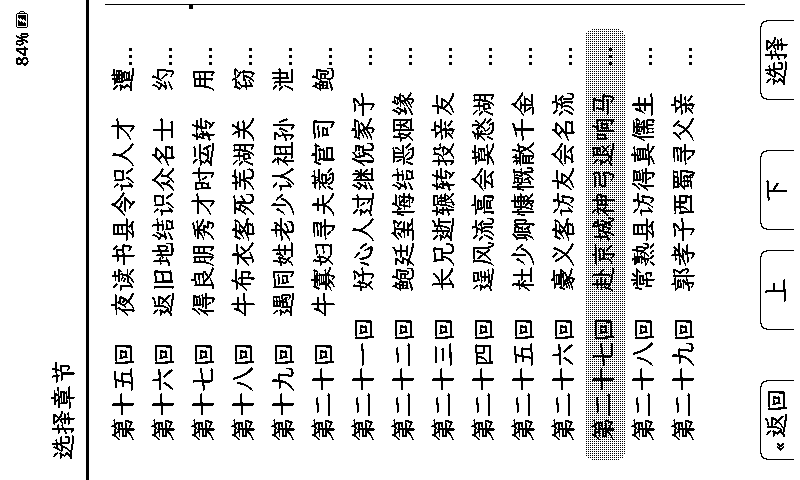 84%
选择章节
第十五回 夜读书县令识人才 遭…
第十六回 返旧地结识众名士 约…
第十七回 得良朋秀才时运转 用…
第十八回 牛布衣客死芜湖关 窃…
第十九回 遇同姓老少认祖孙 泄…
第二十回 牛寡妇寻夫惹官司 鲍…
第二十一回 好心人过继倪家子 …
第二十二回 鲍廷玺悔结恶姻缘 …
第二十三回 长兄逝辗转投亲友 …
第二十四回 逞风流高会莫愁湖 …
第二十五回 杜少卿慷慨散千金 …
第二十六回 豪义客访友会名流 …
第二十七回 赴京城神弓退响马 …
第二十八回 常熟县访得真儒生 …
第二十九回 郭孝子西蜀寻父亲 …
«返回
上
下
选择